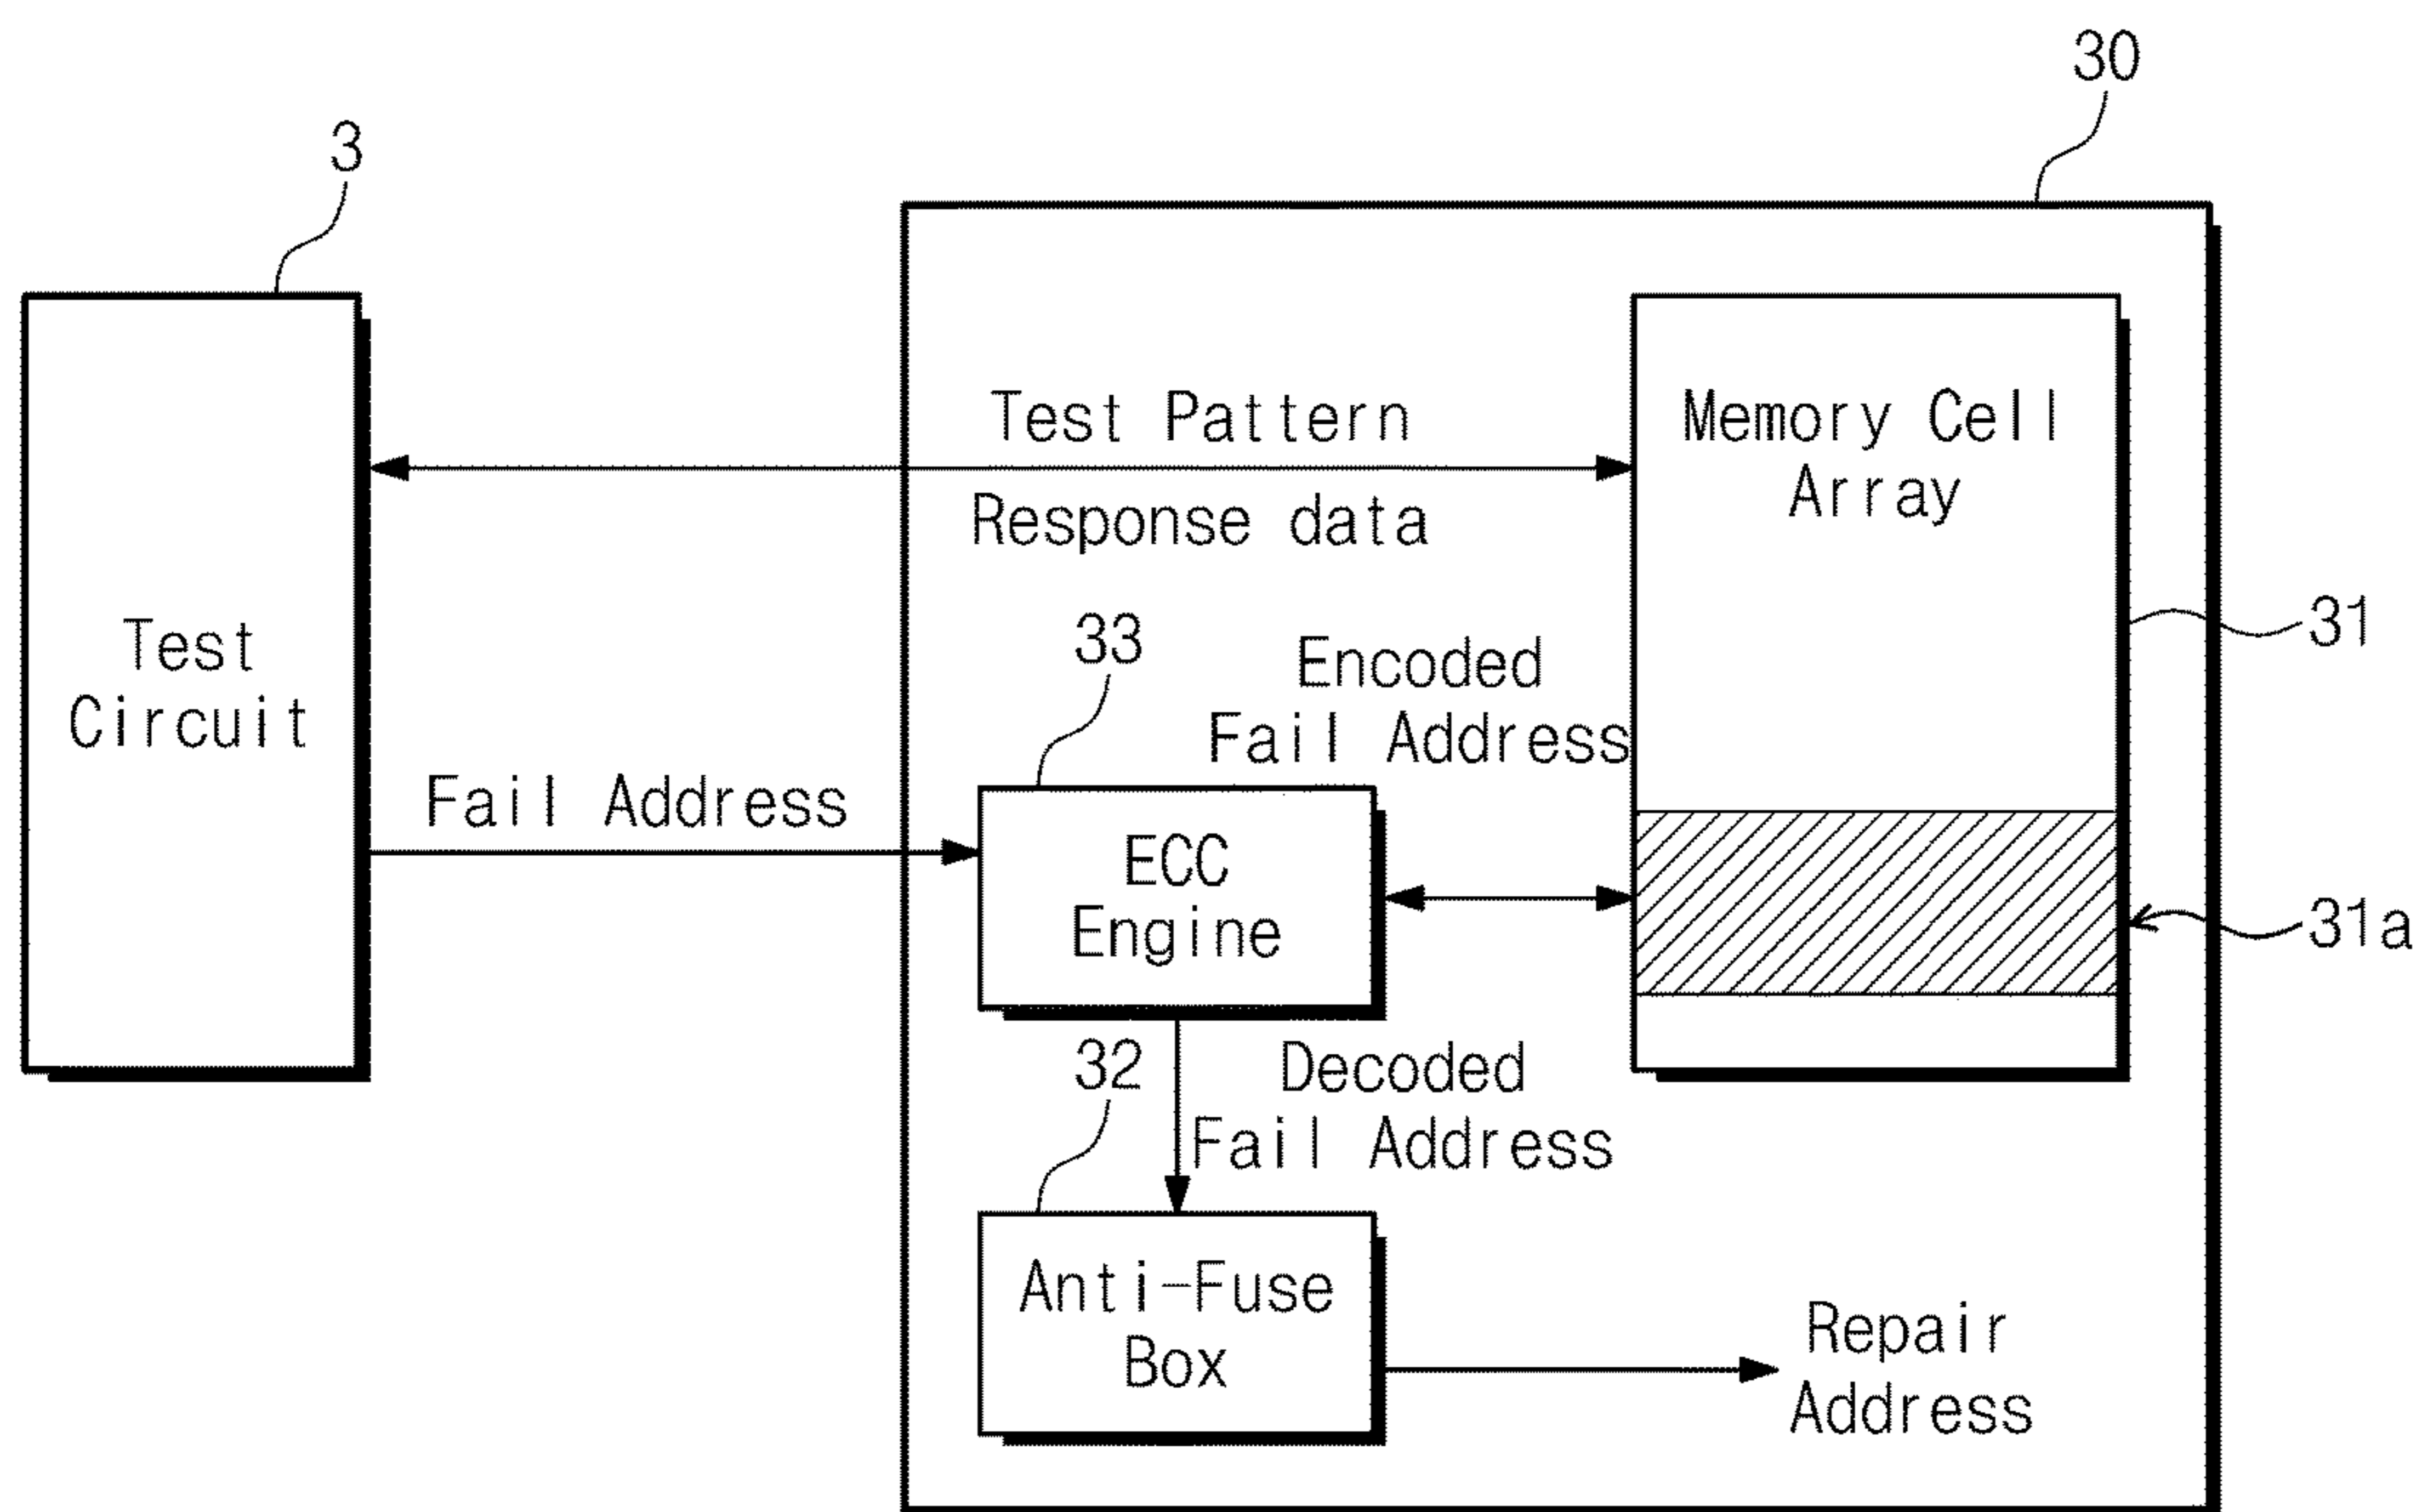 30
3
Test Pattern
Response data
Memory Cell
Array
Test
Circuit
31
33
Encoded
Fail Address
Fail Address
ECC
Engine
31a
32
Decoded
Fail Address
Anti-Fuse
Box
Repair
Address